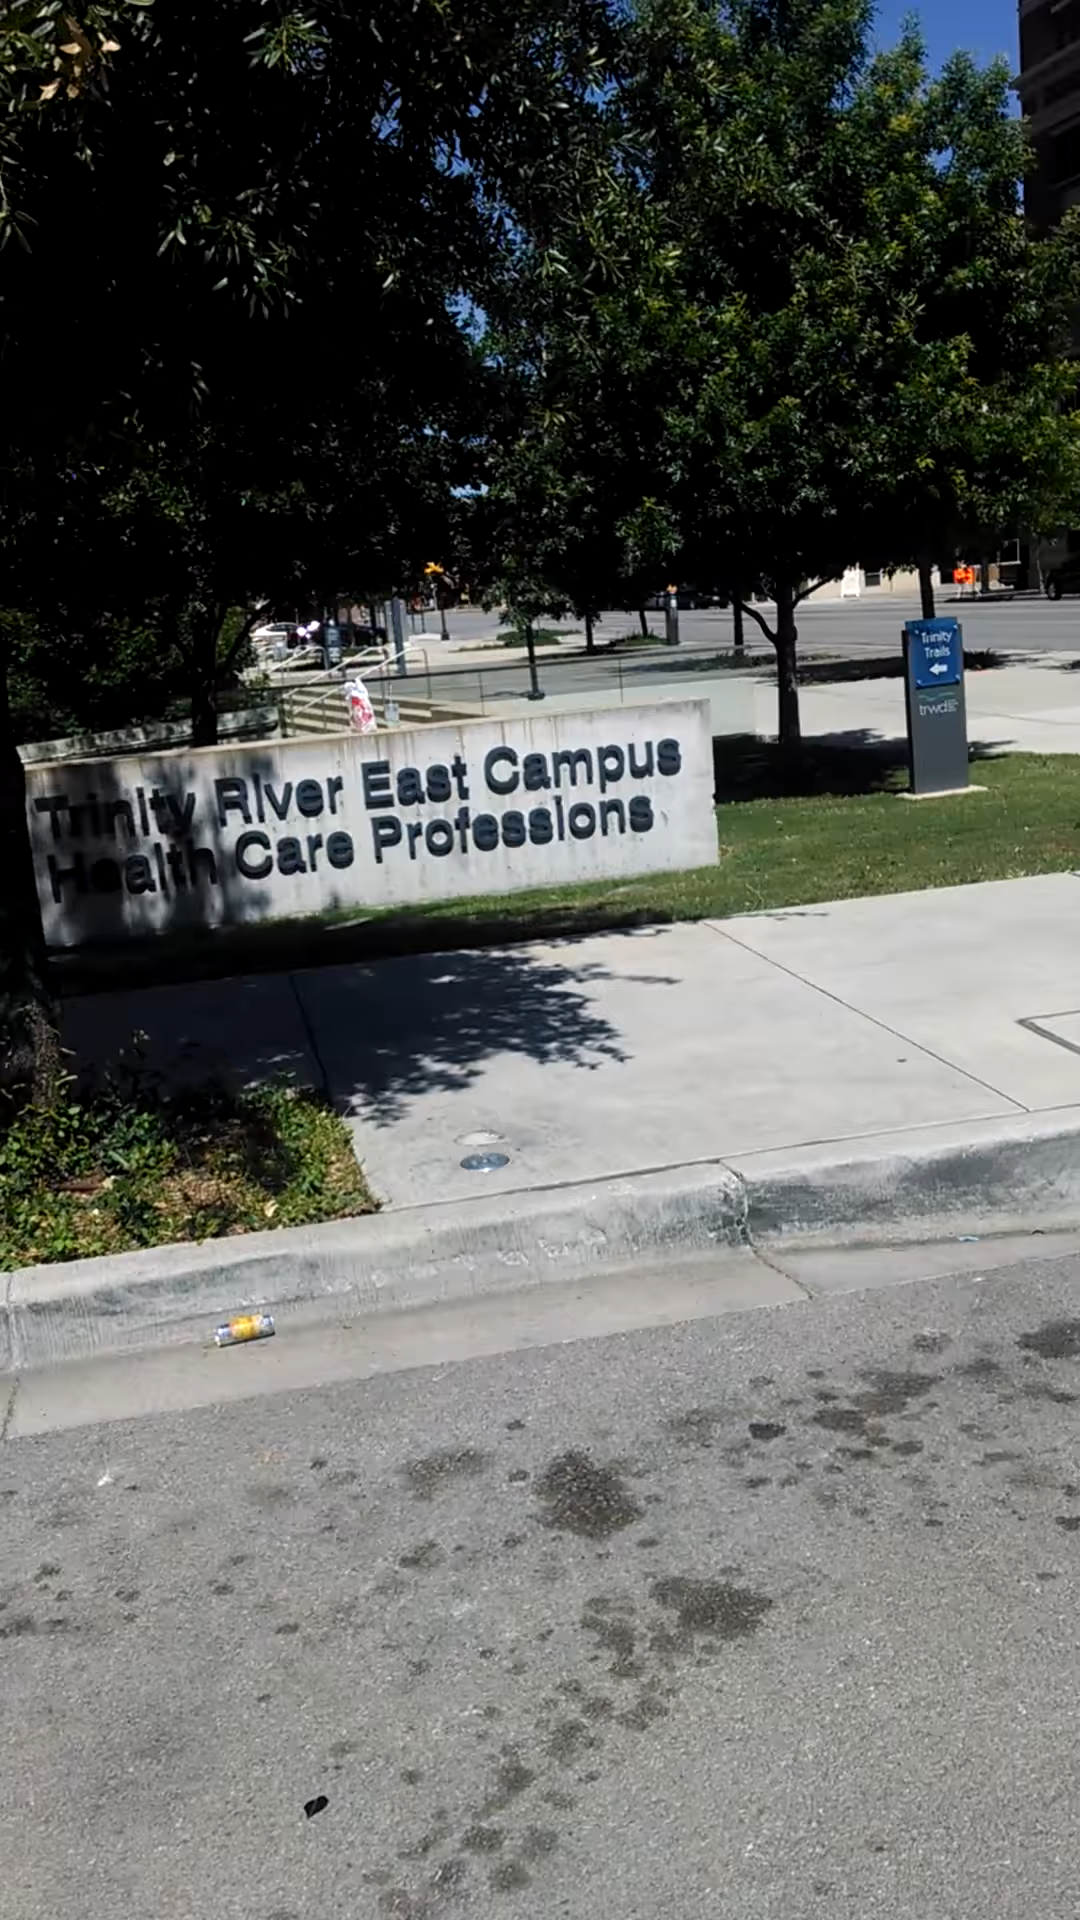 Trinity River East Campus
Health Care Professions
Trinity
Trails
trwd